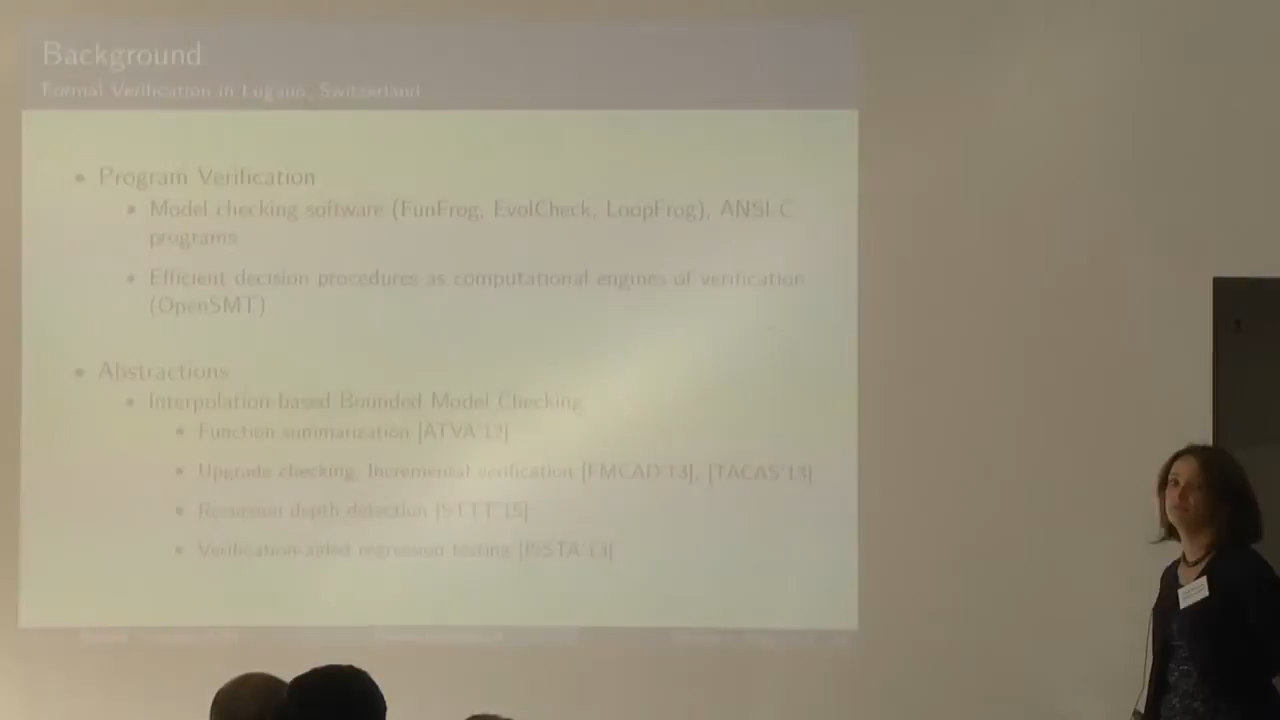 Background
Formal Verification in Lugano, Switzerland
• Program Verification
• Model checking software (FunFrog, EvolCheck, LoopFrog), ANSI-C
programs
• Efficient decision procedures as computational engines of verification
(OpenSMT)
• Abstractions
• Interpolation-based Bounded Model Checking
• Function summarization [ATVA'12]
• Upgrade checking, Incremental verification [FMCAD'13], [TACAS'13]
• Recursion depth detection [STTT'15]
• Verification-aided regression testing [ISSTA'13]